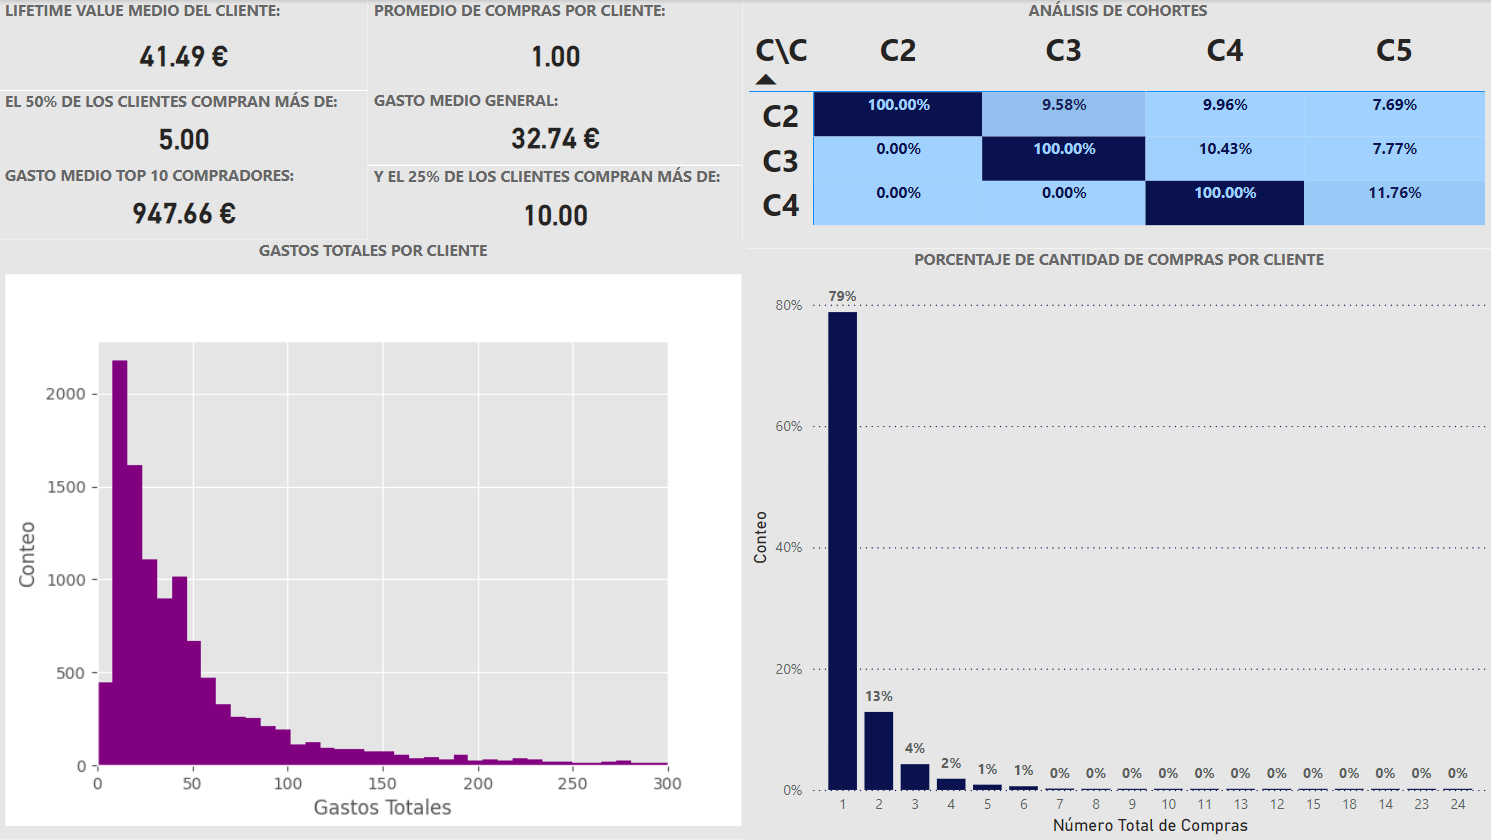 LIFETIME VALUE MEDIO DEL CLIENTE:
41.49 €
PROMEDIO DE COMPRAS POR CLIENTE:
1.00
EL 50% DE LOS CLIENTES COMPRAN MÁS DE:
5.00
GASTO MEDIO GENERAL:
32.74 €
GASTO MEDIO TOP 10 COMPRADORES:
947.66 €
Y EL 25% DE LOS CLIENTES COMPRAN MÁS DE:
10.00
ANÁLISIS DE COHORTES
C\C C2 C3 C4 C5
C2 100.00% 9.58% 9.96% 7.69%
C3 0.00% 100.00% 10.43% 7.77%
C4 0.00% 0.00% 100.00% 11.76%
GASTOS TOTALES POR CLIENTE
Conteo
2000
1500
1000
500
0
0 50 100 150 200 250 300
Gastos Totales
PORCENTAJE DE CANTIDAD DE COMPRAS POR CLIENTE
Conteo
80%
60%
40%
20%
0%
79% 13% 4% 2% 1% 1% 0% 0% 0% 0% 0% 0% 0% 0% 0% 0% 0% 0%
1 2 3 4 5 6 7 8 9 10 11 13 12 15 18 14 23 24
Número Total de Compras